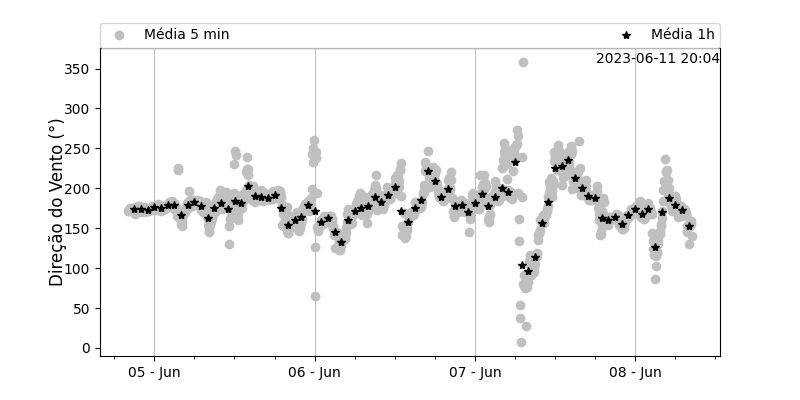 Média 5 min
Média 1h
2023-06-11 20:04
Direção do Vento (°)
350
300
250
200
150
100
50
0
05 - Jun
06 - Jun
07 - Jun
08 - Jun